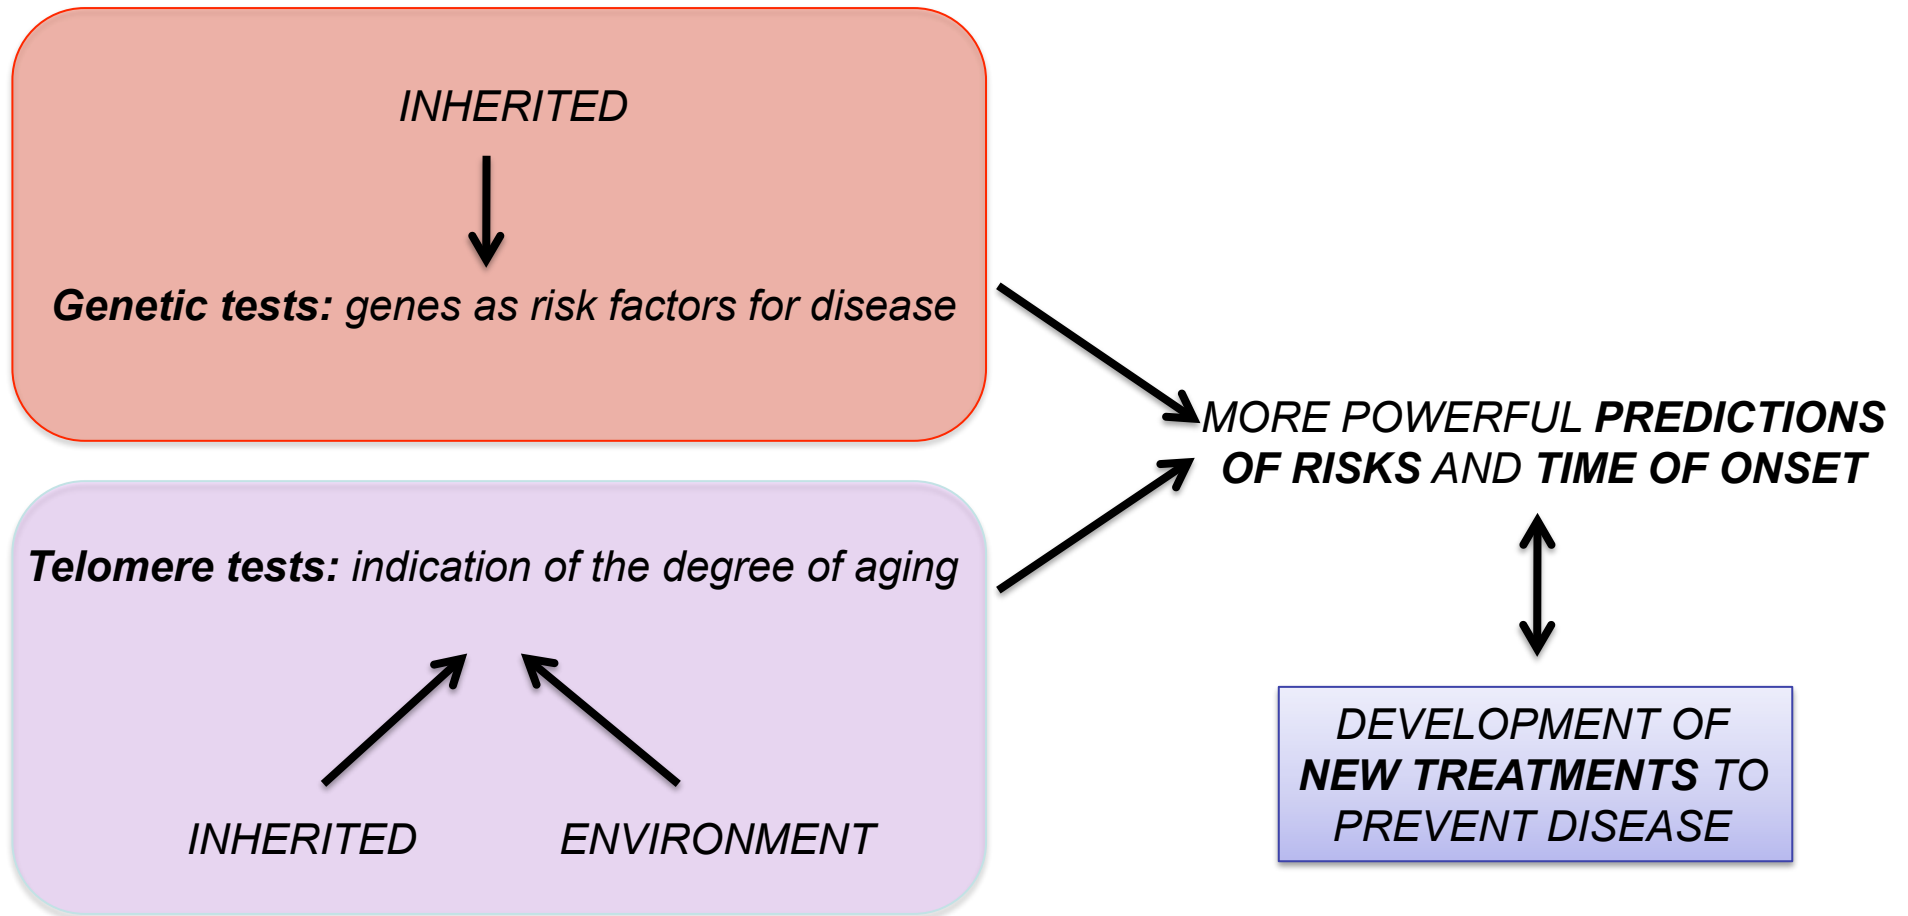 INHERITED
Genetic tests: genes as risk factors for disease
MORE POWERFUL PREDICTIONS
OF RISKS AND TIME OF ONSET
Telomere tests: indication of the degree of aging
INHERITED
ENVIRONMENT
DEVELOPMENT OF
NEW TREATMENTS TO
PREVENT DISEASE